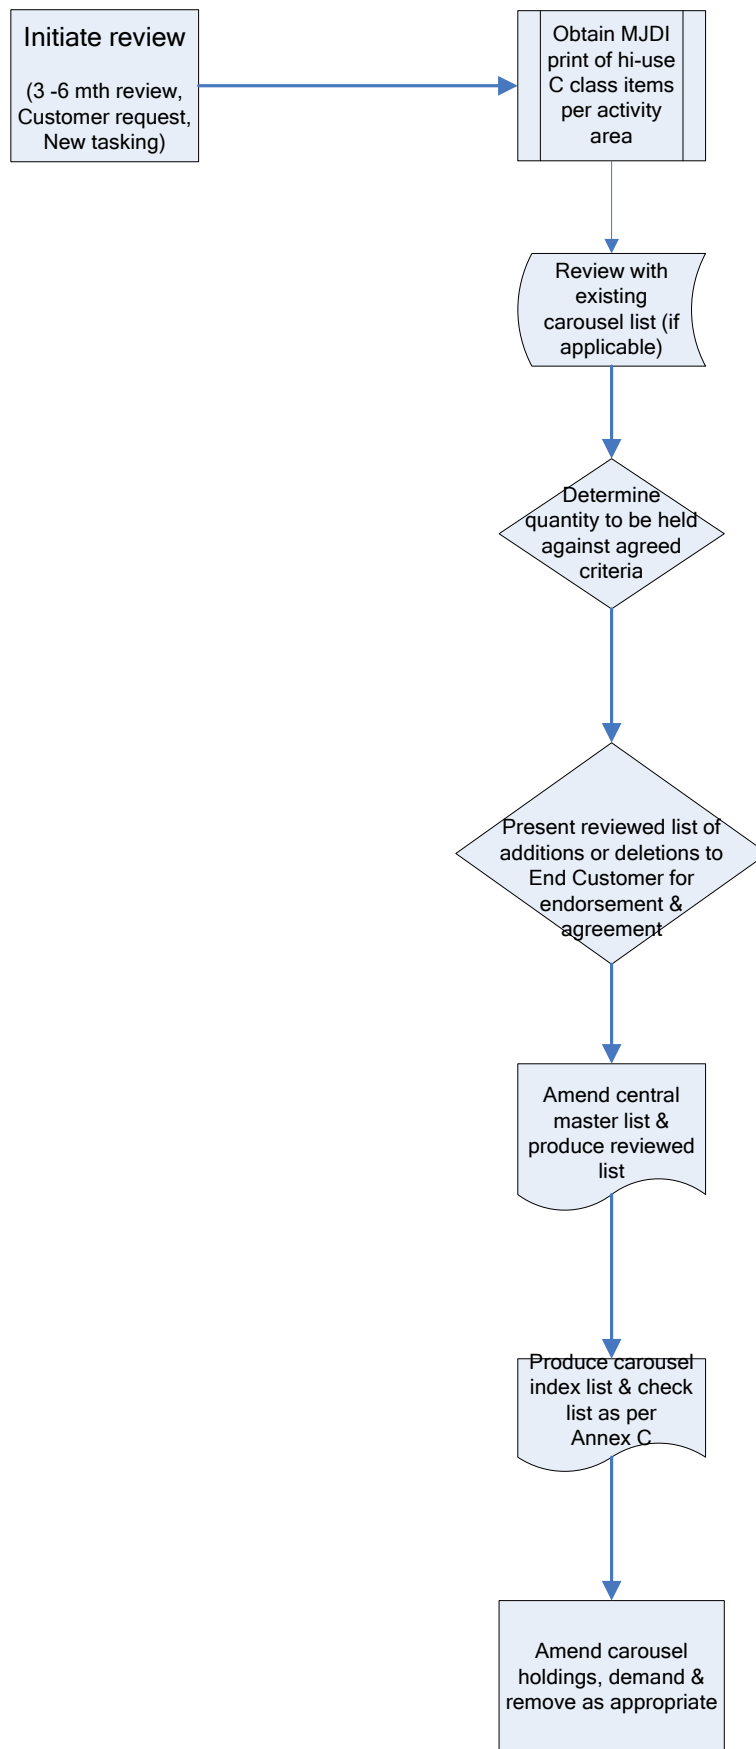 Initiate review
(3 -6 mth review,
Customer request,
New tasking)
Obtain MJDI
print of hi-use
C class items
per activity
area
Review with
existing
carousel list (if
applicable)
Determine
quantity to be held
against agreed
criteria
Present reviewed list of
additions or deletions to
End Customer for
endorsement &
agreement
Amend central
master list &
produce reviewed
list
Produce carousel
index list & check
list as per
Annex C
Amend carousel
holdings, demand &
remove as appropriate